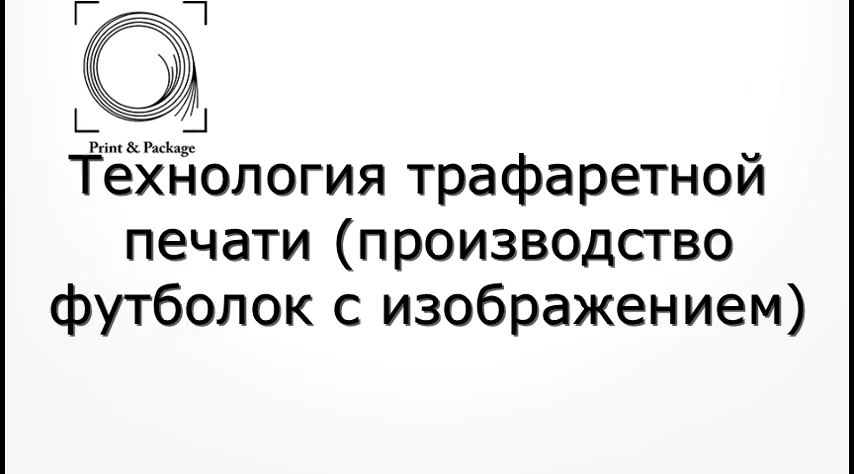 Print & Package
Технология трафаретной
печати (производство
футболок с изображением)